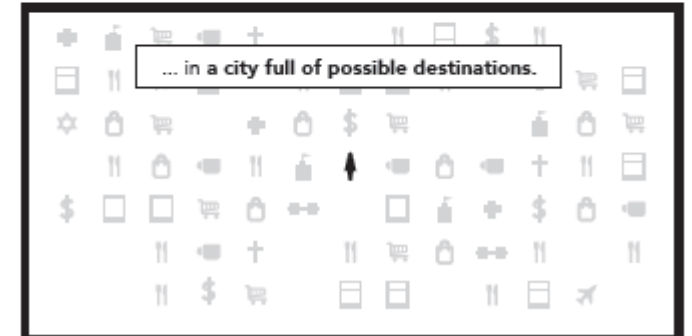 ... in a city full of possible destinations.